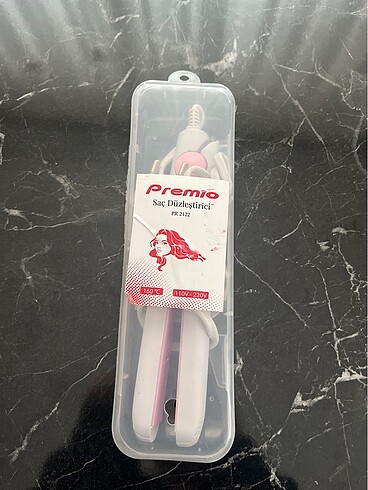 Premio
Saç Düzleştirici
PR 2122
160 °C
110V - 220V